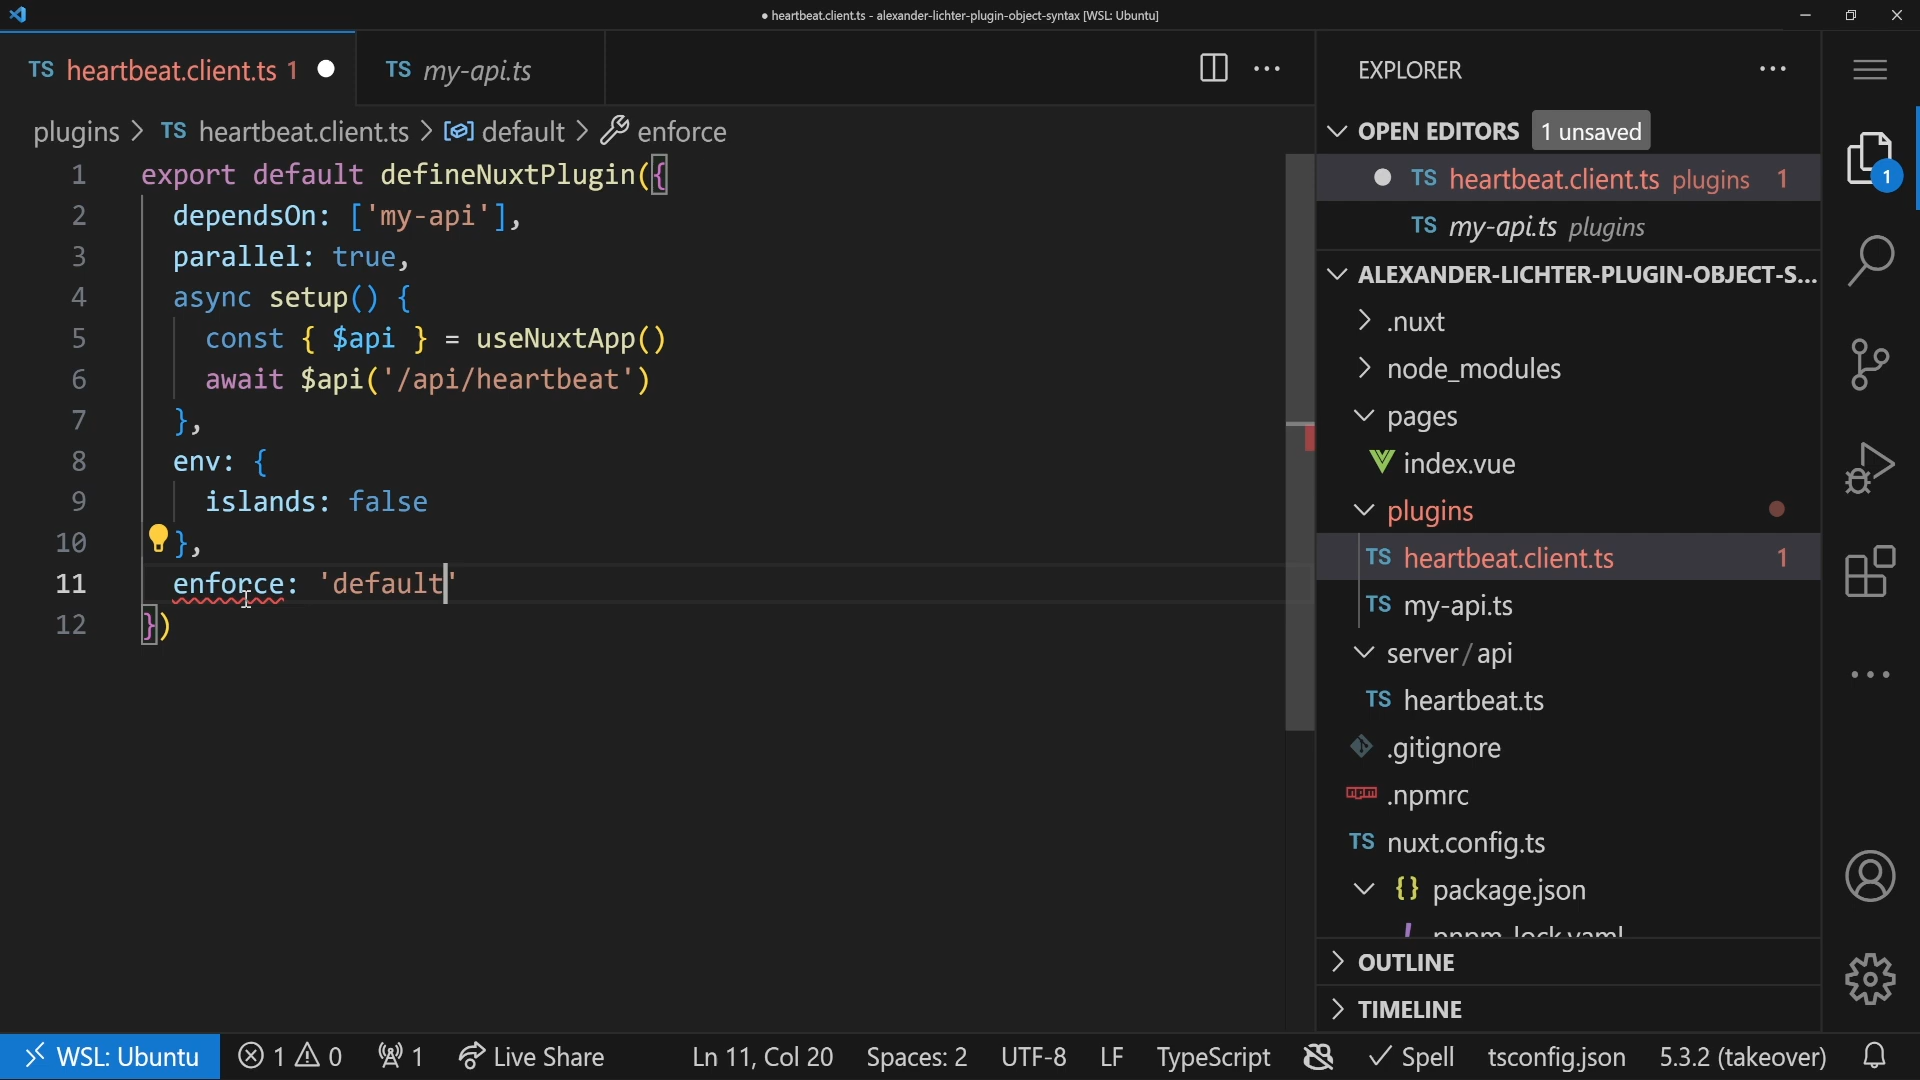 ● heartbeat.client.ts - alexander-lichter-plugin-object-syntax [WSL: Ubuntu]
TS heartbeat.client.ts 1
TS my-api.ts
plugins > TS heartbeat.client.ts > default > enforce
1 export default defineNuxtPlugin({
2 dependsOn: ['my-api'],
3 parallel: true,
4 async setup() {
5 const { $api } = useNuxtApp()
6 await $api('/api/heartbeat')
7 },
8 env: {
9 islands: false
10 },
11 enforce: 'default'
12 })
EXPLORER
OPEN EDITORS 1 unsaved
TS heartbeat.client.ts plugins 1
TS my-api.ts plugins
ALEXANDER-LICHTER-PLUGIN-OBJECT-S...
.nuxt
node_modules
pages
index.vue
plugins
TS heartbeat.client.ts 1
TS my-api.ts
server/api
TS heartbeat.ts
.gitignore
.npmrc
TS nuxt.config.ts
{} package.json
pnpm-lock.yaml
OUTLINE
TIMELINE
1
WSL: Ubuntu
1 0
1
Live Share
Ln 11, Col 20
Spaces: 2
UTF-8
LF
TypeScript
Spell
tsconfig.json
5.3.2 (takeover)